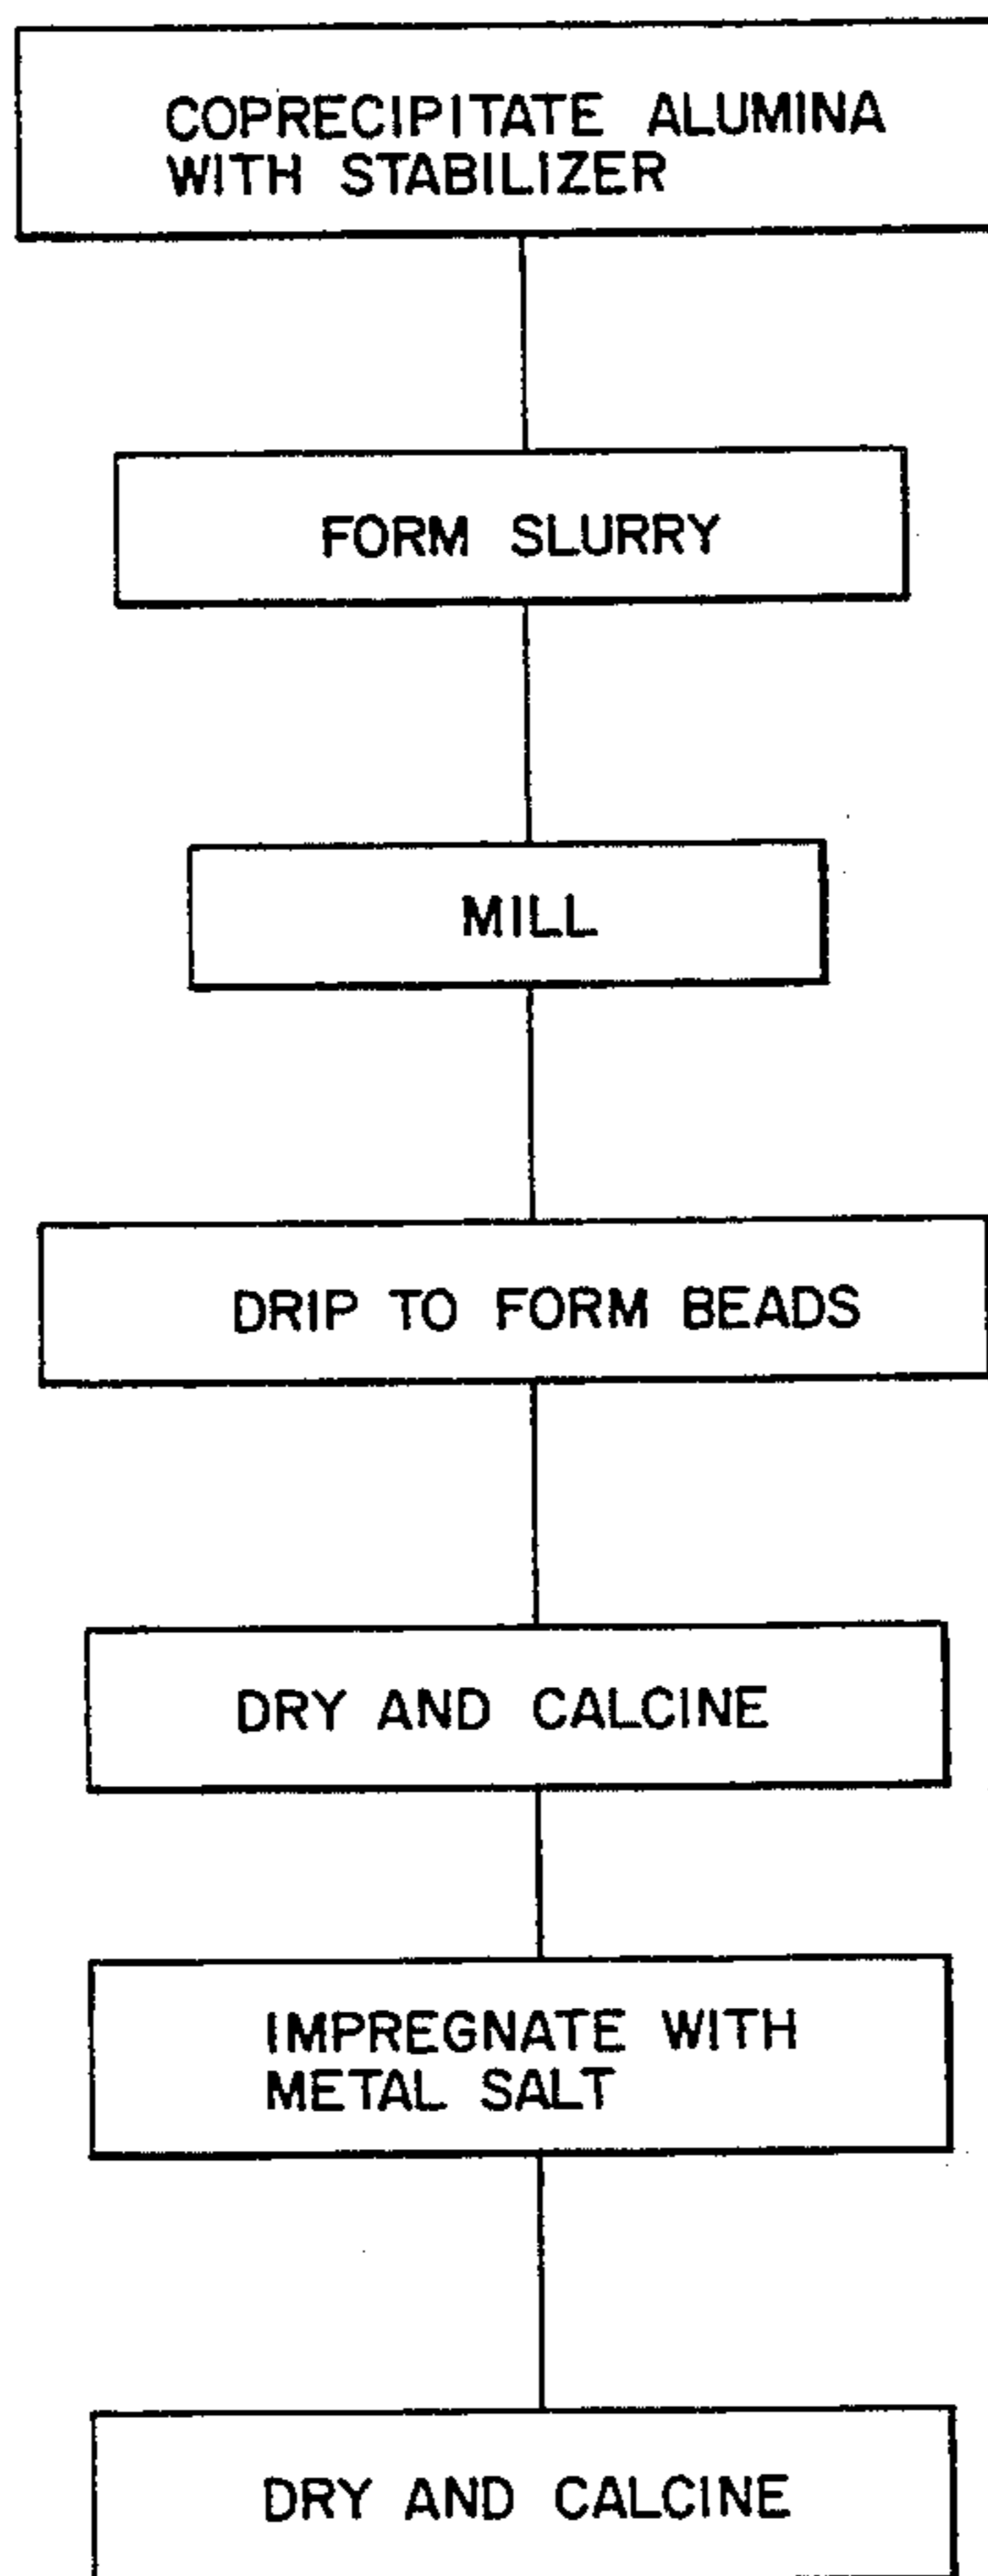 COPRECIPITATE ALUMINA
WITH STABILIZER
FORM SLURRY
MILL
DRIP TO FORM BEADS
DRY AND CALCINE
IMPREGNATE WITH
METAL SALT
DRY AND CALCINE